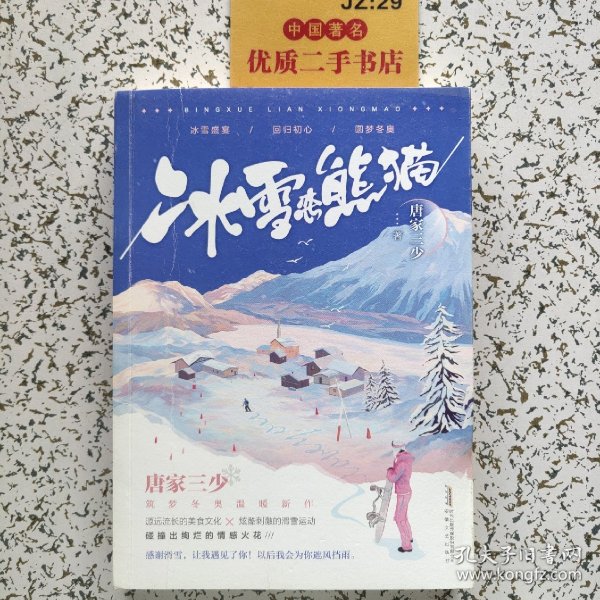 JZ:29
中国著名
优质二手书店
BINGXUE LIAN XIONGMAO
冰雪盛宴 / 回归初心 / 圆梦冬奥
冰雪恋熊猫
唐家三少
著
唐家三少
筑梦冬奥温暖新作
源远流长的美食文化 × 炫酷刺激的滑雪运动
碰撞出绚烂的情感火花 ///
感谢滑雪，让我遇见了你！以后我会为你遮风挡雨。
孔夫子旧书网
www.kongfz.com